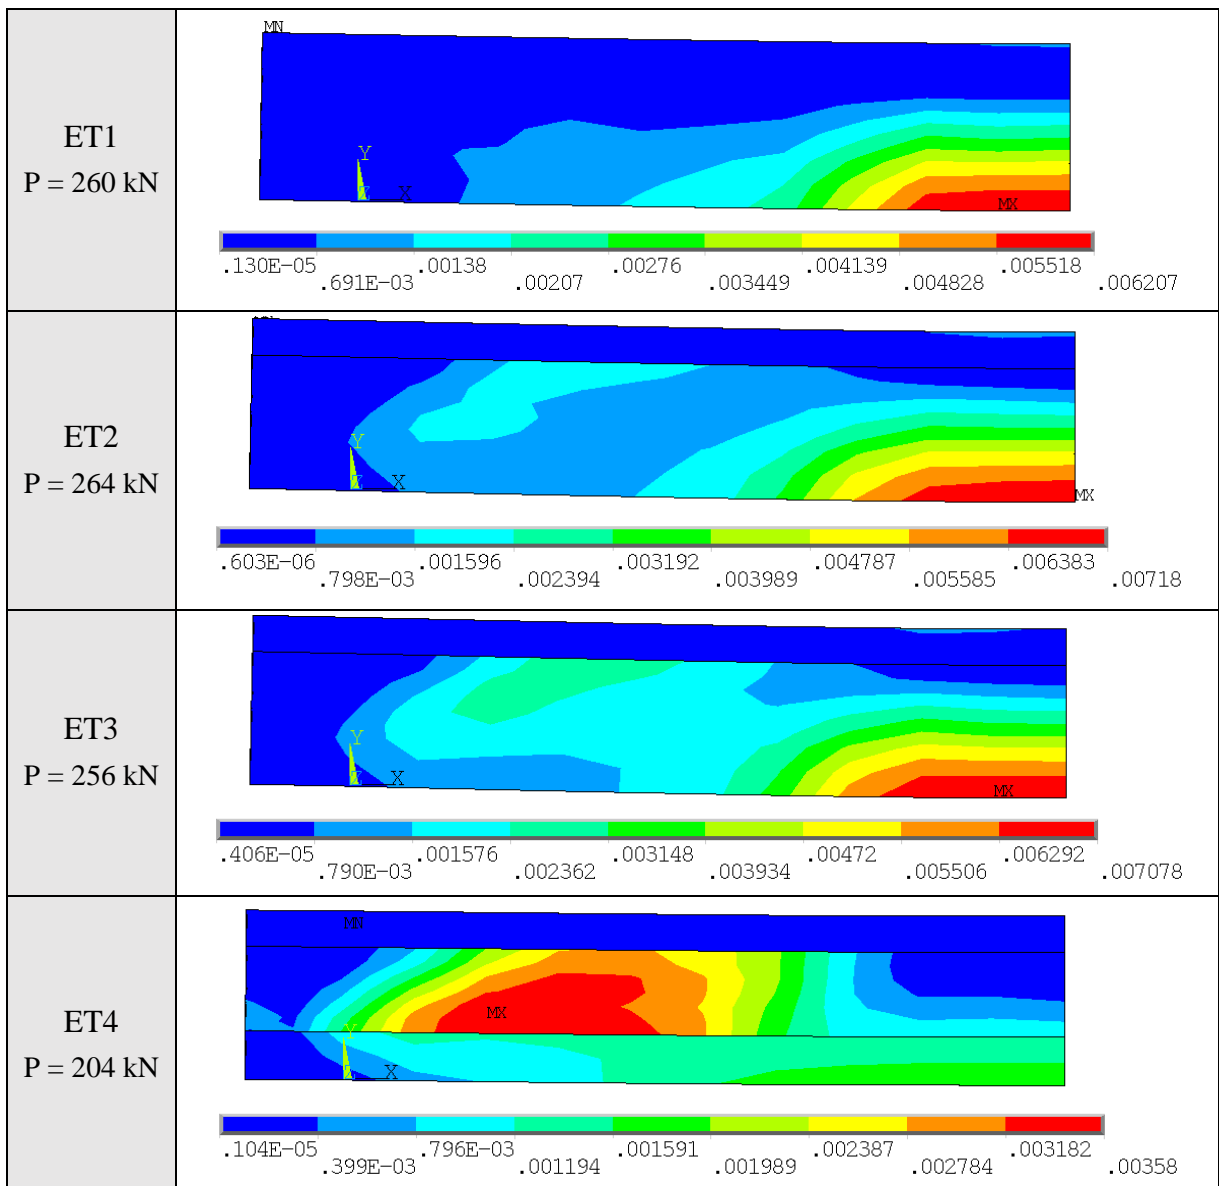 MN
ET1
P = 260 kN
Y
Z X
MX
.130E-05 .00138 .00276 .004139 .005518
.691E-03 .00207 .003449 .004828 .006207
ET2
P = 264 kN
Y
Z X
MX
.603E-06 .001596 .003192 .004787 .006383
.798E-03 .002394 .003989 .005585 .00718
ET3
P = 256 kN
Y
Z X
MX
.406E-05 .001576 .003148 .00472 .006292
.790E-03 .002362 .003934 .005506 .007078
MN
ET4
P = 204 kN
MX
Y
Z X
.104E-05 .796E-03 .001591 .002387 .003182
.399E-03 .001194 .001989 .002784 .00358